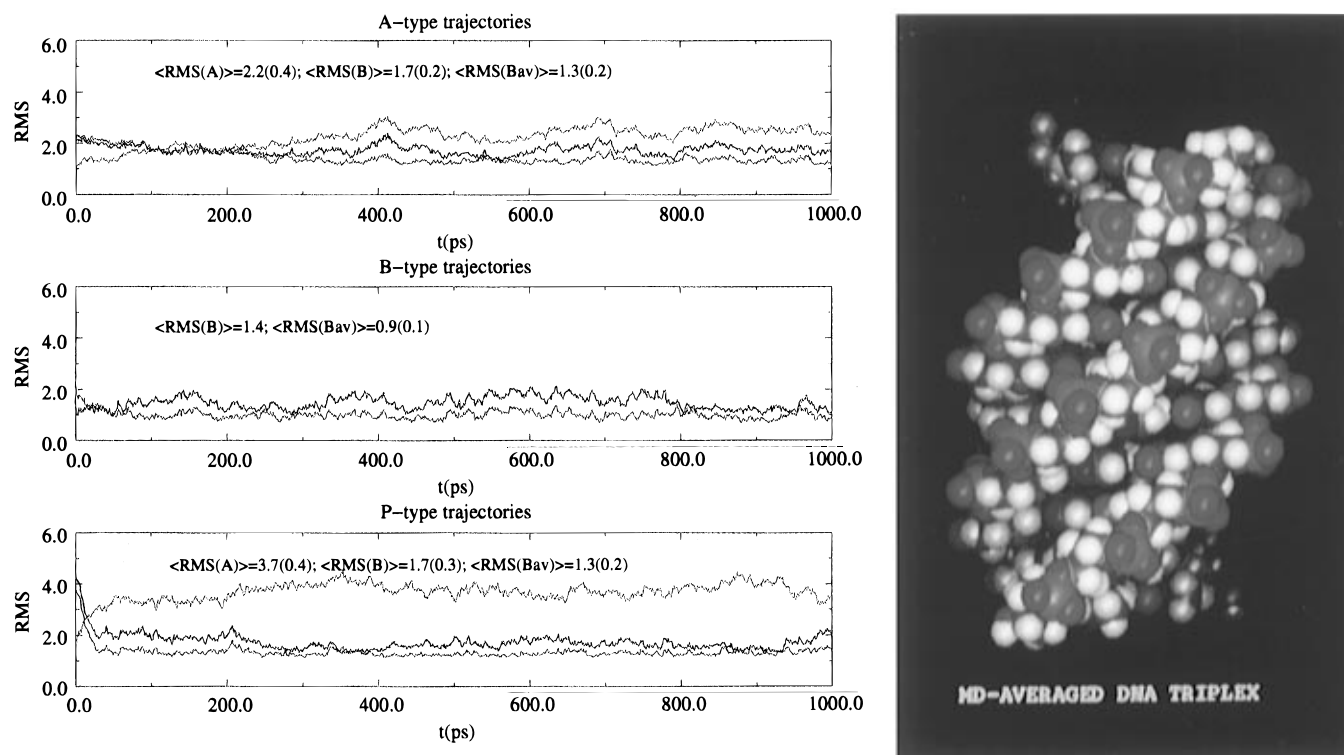 A-type trajectories
6.0
<RMS(A)>=2.2(0.4); <RMS(B)>=1.7(0.2); <RMS(Bav)>=1.3(0.2)
4.0
RMS
2.0
0.0
0.0 200.0 400.0 600.0 800.0 1000.0
t(ps)
B-type trajectories
6.0
<RMS(B)>=1.4; <RMS(Bav)>=0.9(0.1)
4.0
RMS
2.0
0.0
0.0 200.0 400.0 600.0 800.0 1000.0
t(ps)
P-type trajectories
6.0
<RMS(A)>=3.7(0.4); <RMS(B)>=1.7(0.3); <RMS(Bav)>=1.3(0.2)
4.0
RMS
2.0
0.0
0.0 200.0 400.0 600.0 800.0 1000.0
t(ps)
MD-AVERAGED DNA TRIPLEX